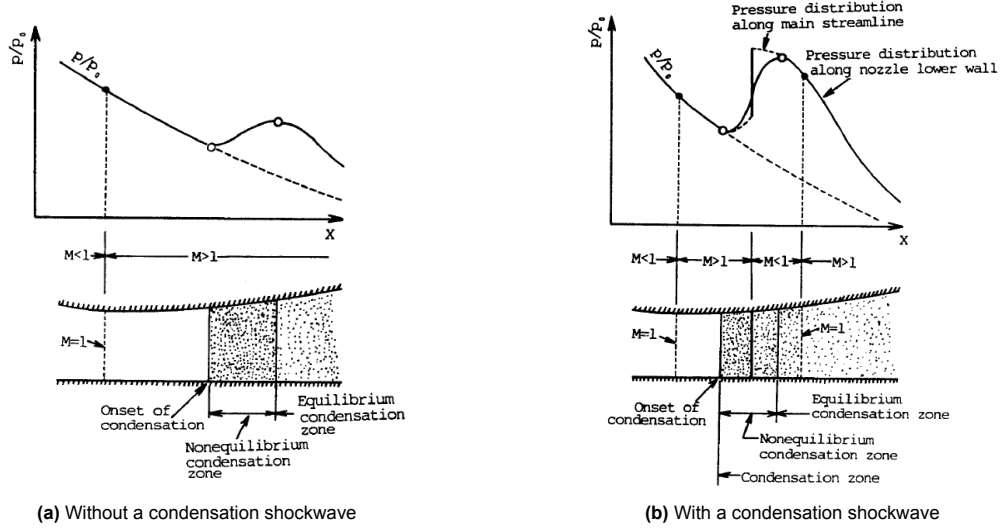 p/p₀
p/p₀
X
M<1
M>1
M=1
Onset of
condensation
Nonequilibrium
condensation
zone
Equilibrium
condensation
zone
(a) Without a condensation shockwave
Pressure distribution
along main streamline
p/p₀
p/p₀
Pressure distribution
along nozzle lower wall
X
M<1
M>1
M<1
M>1
M=1
M=1
Onset of
condensation
Equilibrium
condensation zone
Nonequilibrium
condensation zone
Condensation zone
(b) With a condensation shockwave